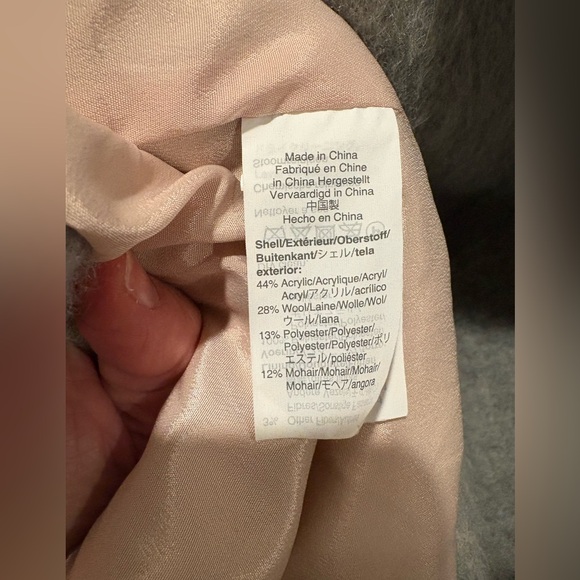 Made in China
Fabriqué en Chine
In China Hergestellt
Vervaardigd in China
中国製
Hecho en China
Shell/Extérieur/Oberstoff/
Buitenkant/シェル/tela
exterior:
44% Acrylic/Acrylique/Acryl/
Acryl/アクリル/acrílico
28% Wool/Laine/Wolle/Wol/
ウール/lana
13% Polyester/Polyester/
Polyester/Polyester/ポリ
エステル/poliéster
12% Mohair/Mohair/Mohair/
Mohair/モヘア/angora
3% Other Fibre/